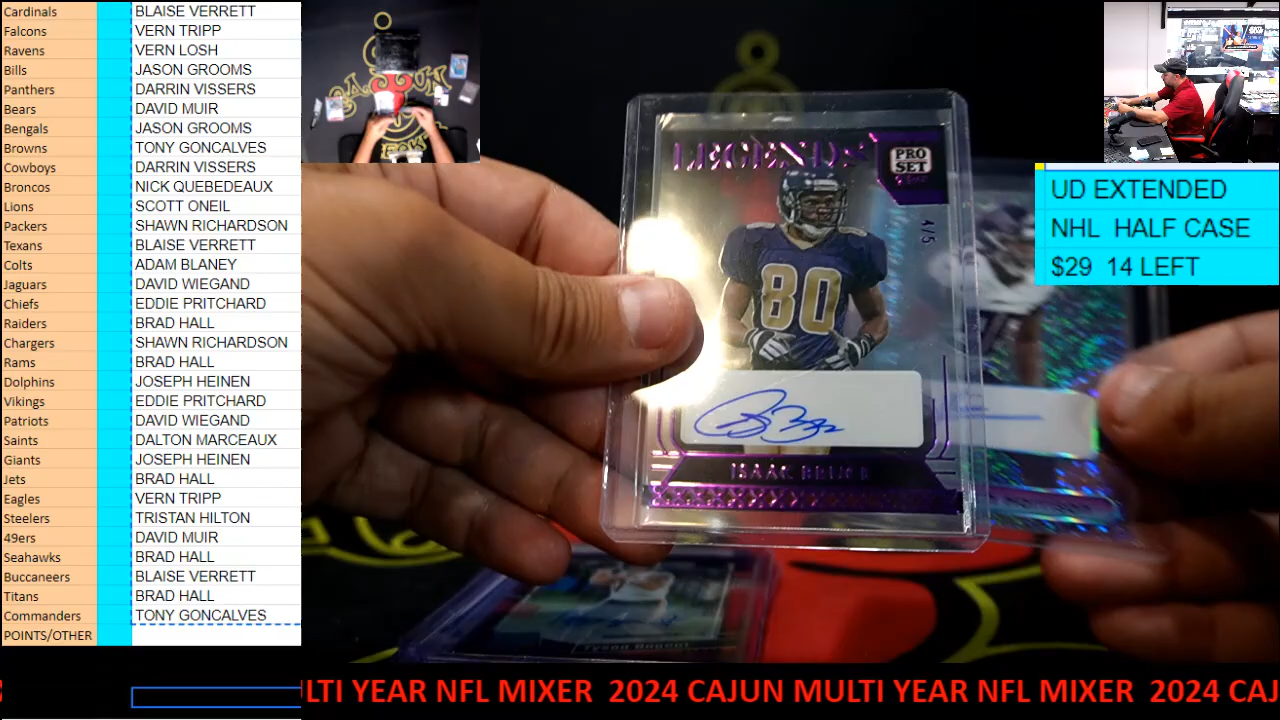 Cardinals BLAISE VERRETT
Falcons VERN TRIPP
Ravens VERN LOSH
Bills JASON GROOMS
Panthers DARRIN VISSERS
Bears DAVID MUIR
Bengals JASON GROOMS
Browns TONY GONCALVES
Cowboys DARRIN VISSERS
Broncos NICK QUEBEDEAUX
Lions SCOTT ONEIL
Packers SHAWN RICHARDSON
Texans BLAISE VERRETT
Colts ADAM BLANEY
Jaguars DAVID WIEGAND
Chiefs EDDIE PRITCHARD
Raiders BRAD HALL
Chargers SHAWN RICHARDSON
Rams BRAD HALL
Dolphins JOSEPH HEINEN
Vikings EDDIE PRITCHARD
Patriots DAVID WIEGAND
Saints DALTON MARCEAUX
Giants JOSEPH HEINEN
Jets BRAD HALL
Eagles VERN TRIPP
Steelers TRISTAN HILTON
49ers DAVID MUIR
Seahawks BRAD HALL
Buccaneers BLAISE VERRETT
Titans BRAD HALL
Commanders TONY GONCALVES
POINTS/OTHER
LEGENDS
PRO
SET
4/5
80
ISAAC BRUCE
UD EXTENDED
NHL HALF CASE
$29 14 LEFT
LTI YEAR NFL MIXER 2024 CAJUN MULTI YEAR NFL MIXER 2024 CAJ